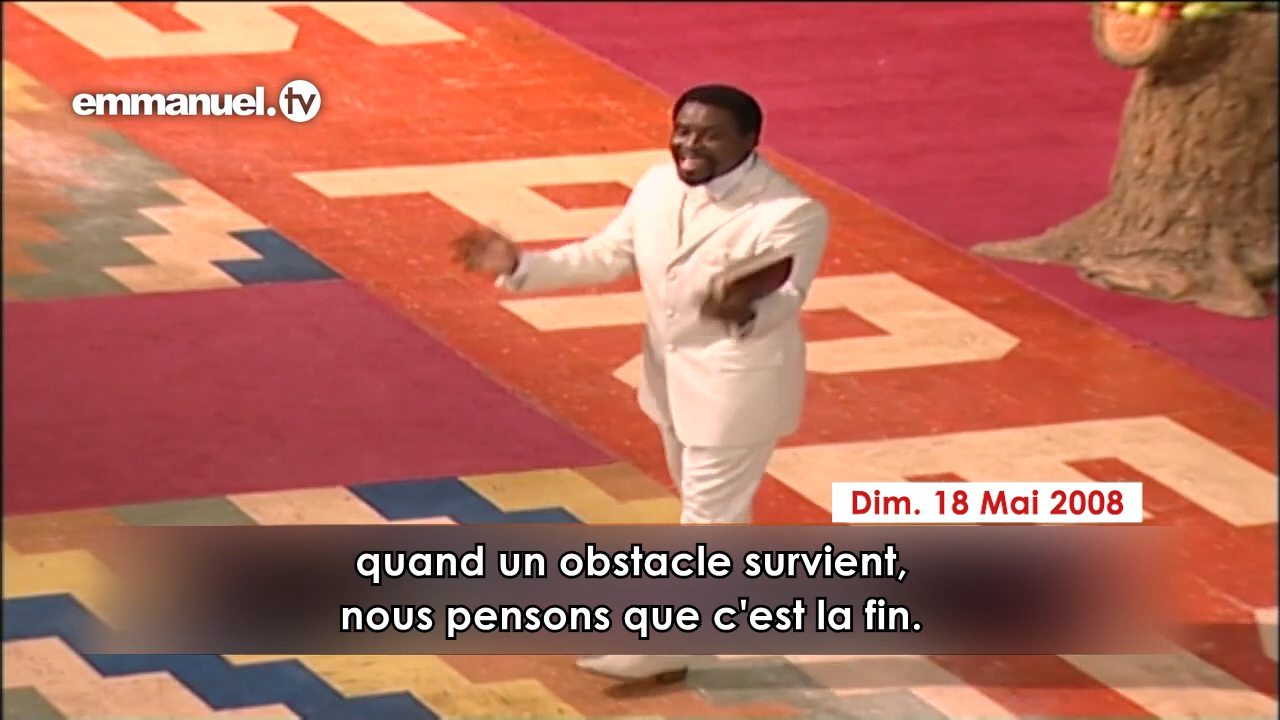 emmanuel.tv
Dim. 18 Mai 2008
quand un obstacle survient,
nous pensons que c'est la fin.